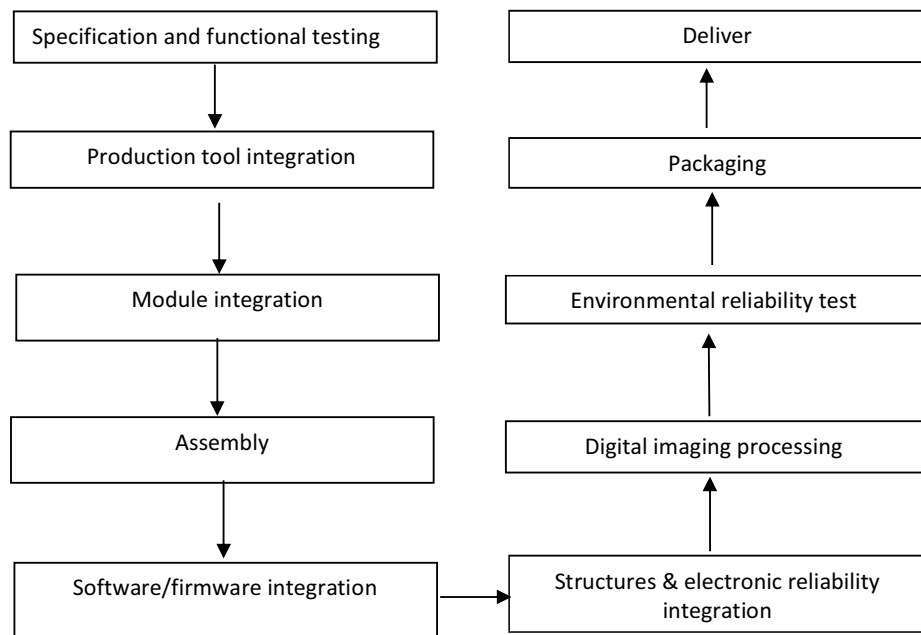 Specification and functional testing
Production tool integration
Module integration
Assembly
Software/firmware integration
Structures & electronic reliability
integration
Digital imaging processing
Environmental reliability test
Packaging
Deliver